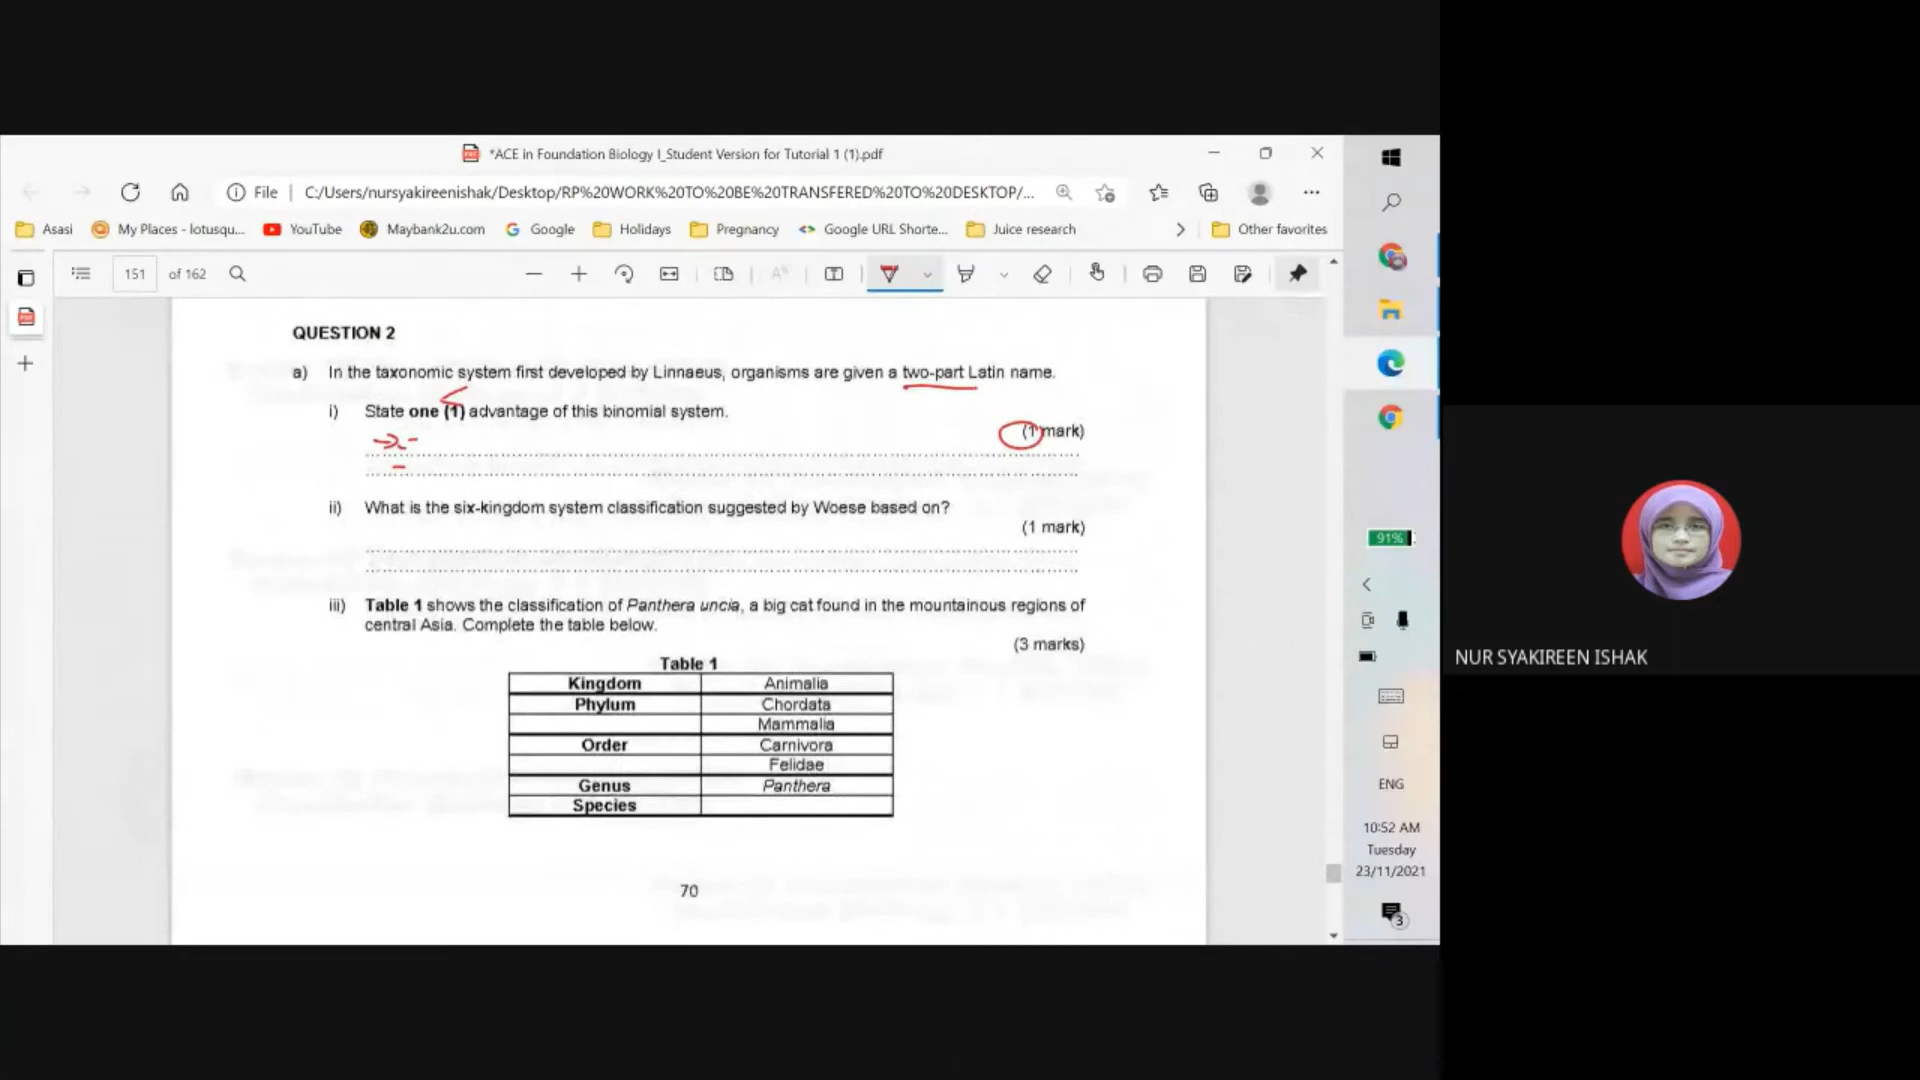 *ACE in Foundation Biology I_Student Version for Tutorial 1 (1).pdf
File | C:/Users/nursyakireenishak/Desktop/RP%20WORK%20TO%20BE%20TRANSFERED%20TO%20DESKTOP/...
Asasi My Places - lotusqu... YouTube Maybank2u.com Google Holidays Pregnancy Google URL Shorte... Juice research Other favorites
151 of 162
QUESTION 2
a) In the taxonomic system first developed by Linnaeus, organisms are given a two-part Latin name.
i) State one (1) advantage of this binomial system.
(1 mark)
ii) What is the six-kingdom system classification suggested by Woese based on?
(1 mark)
iii) Table 1 shows the classification of Panthera uncia, a big cat found in the mountainous regions of
central Asia. Complete the table below.
(3 marks)
Table 1
Kingdom Animalia
Phylum Chordata
Mammalia
Order Carnivora
Felidae
Genus Panthera
Species
70
91%
ENG
10:52 AM
Tuesday
23/11/2021
3
NUR SYAKIREEN ISHAK